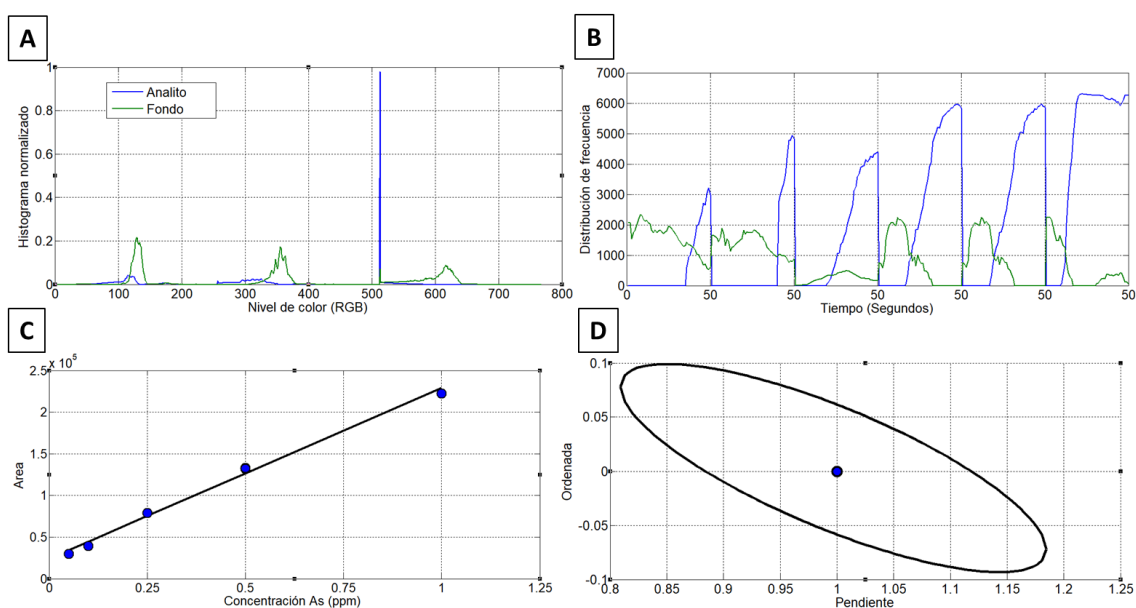 A
Histograma normalizado
1
0.8
0.6
0.4
0.2
0
0 100 200 300 400 500 600 700 800
Analito
Fondo
Nivel de color (RGB)
B
Distribución de frecuencia
7000
6000
5000
4000
3000
2000
1000
0
0 50 50 50 50 50 50
Tiempo (Segundos)
C
x 10⁵
Area
2.5
2
1.5
1
0.5
0
0 0.25 0.5 0.75 1 1.25
Concentración As (ppm)
D
Ordenada
0.1
0.05
0
-0.05
-0.1
0.8 0.85 0.9 0.95 1 1.05 1.1 1.15 1.2 1.25
Pendiente